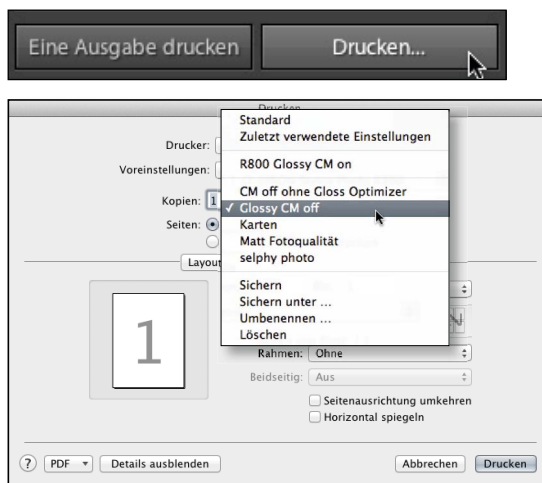 Eine Ausgabe drucken
Drucken...
Drucken
Drucker:
Voreinstellungen:
Kopien: 1
Seiten:
Standard
Zuletzt verwendete Einstellungen
R800 Glossy CM on
CM off ohne Gloss Optimizer
✓ Glossy CM off
Karten
Matt Fotoqualität
selphy photo
Sichern
Sichern unter ...
Umbenennen ...
Löschen
Layout
1
Rahmen: Ohne
Beidseitig: Aus
Seitenausrichtung umkehren
Horizontal spiegeln
? PDF Details ausblenden Abbrechen Drucken